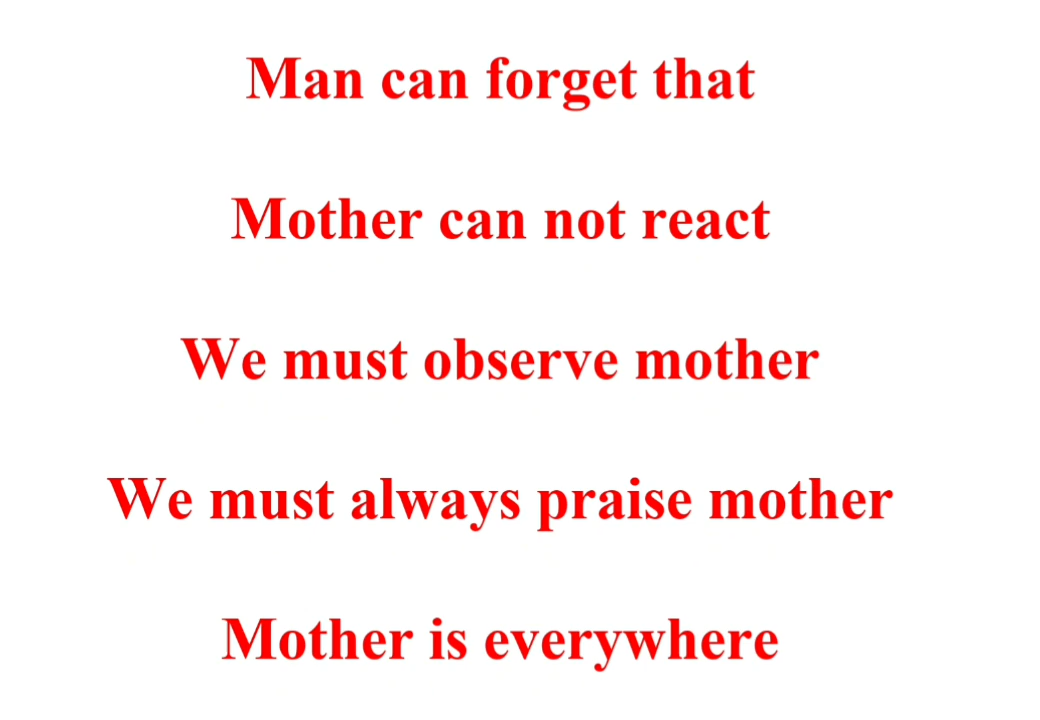 Man can forget that
Mother can not react
We must observe mother
We must always praise mother
Mother is everywhere